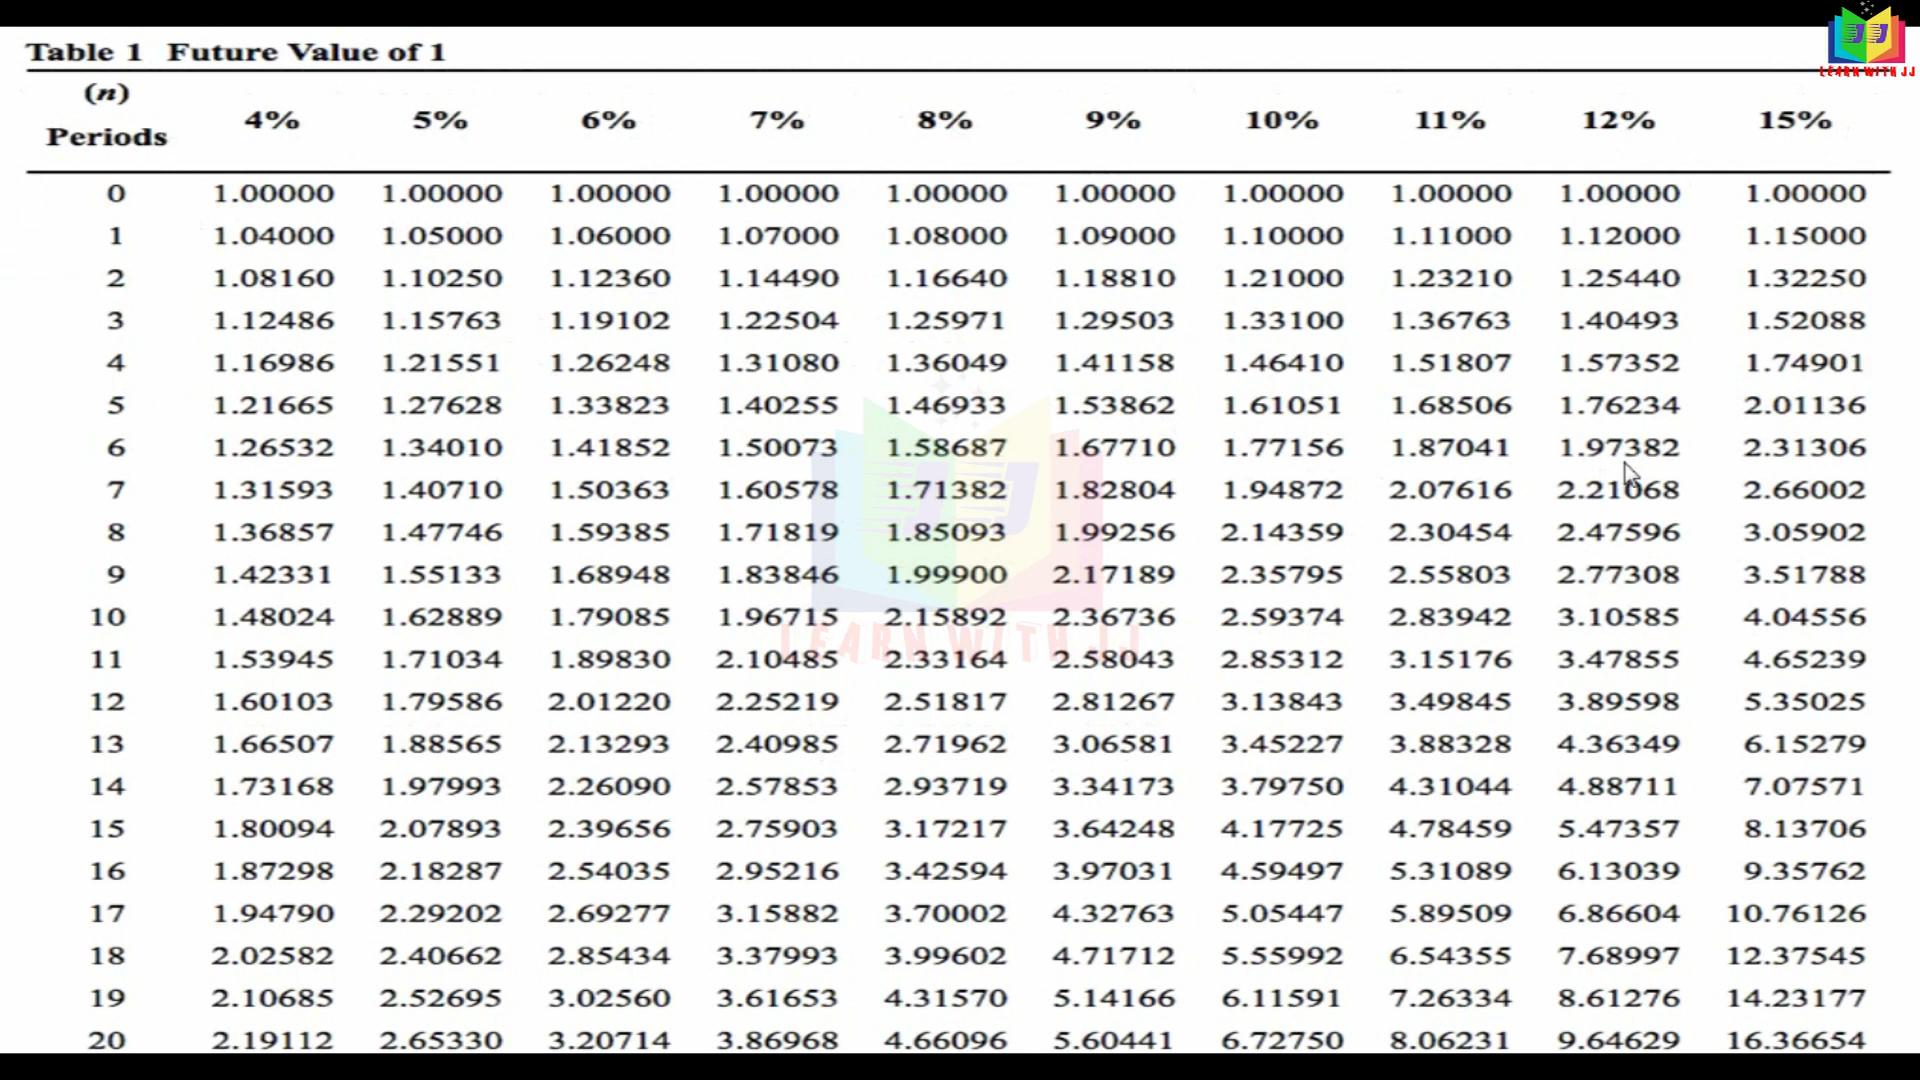 LEARN WITH JJ
Table 1 Future Value of 1
(n)
Periods 4% 5% 6% 7% 8% 9% 10% 11% 12% 15%
0 1.00000 1.00000 1.00000 1.00000 1.00000 1.00000 1.00000 1.00000 1.00000 1.00000
1 1.04000 1.05000 1.06000 1.07000 1.08000 1.09000 1.10000 1.11000 1.12000 1.15000
2 1.08160 1.10250 1.12360 1.14490 1.16640 1.18810 1.21000 1.23210 1.25440 1.32250
3 1.12486 1.15763 1.19102 1.22504 1.25971 1.29503 1.33100 1.36763 1.40493 1.52088
4 1.16986 1.21551 1.26248 1.31080 1.36049 1.41158 1.46410 1.51807 1.57352 1.74901
5 1.21665 1.27628 1.33823 1.40255 1.46933 1.53862 1.61051 1.68506 1.76234 2.01136
6 1.26532 1.34010 1.41852 1.50073 1.58687 1.67710 1.77156 1.87041 1.97382 2.31306
7 1.31593 1.40710 1.50363 1.60578 1.71382 1.82804 1.94872 2.07616 2.21068 2.66002
8 1.36857 1.47746 1.59385 1.71819 1.85093 1.99256 2.14359 2.30454 2.47596 3.05902
9 1.42331 1.55133 1.68948 1.83846 1.99900 2.17189 2.35795 2.55803 2.77308 3.51788
10 1.48024 1.62889 1.79085 1.96715 2.15892 2.36736 2.59374 2.83942 3.10585 4.04556
LEARN WITH JJ
11 1.53945 1.71034 1.89830 2.10485 2.33164 2.58043 2.85312 3.15176 3.47855 4.65239
12 1.60103 1.79586 2.01220 2.25219 2.51817 2.81267 3.13843 3.49845 3.89598 5.35025
13 1.66507 1.88565 2.13293 2.40985 2.71962 3.06581 3.45227 3.88328 4.36349 6.15279
14 1.73168 1.97993 2.26090 2.57853 2.93719 3.34173 3.79750 4.31044 4.88711 7.07571
15 1.80094 2.07893 2.39656 2.75903 3.17217 3.64248 4.17725 4.78459 5.47357 8.13706
16 1.87298 2.18287 2.54035 2.95216 3.42594 3.97031 4.59497 5.31089 6.13039 9.35762
17 1.94790 2.29202 2.69277 3.15882 3.70002 4.32763 5.05447 5.89509 6.86604 10.76126
18 2.02582 2.40662 2.85434 3.37993 3.99602 4.71712 5.55992 6.54355 7.68997 12.37545
19 2.10685 2.52695 3.02560 3.61653 4.31570 5.14166 6.11591 7.26334 8.61276 14.23177
20 2.19112 2.65330 3.20714 3.86968 4.66096 5.60441 6.72750 8.06231 9.64629 16.36654